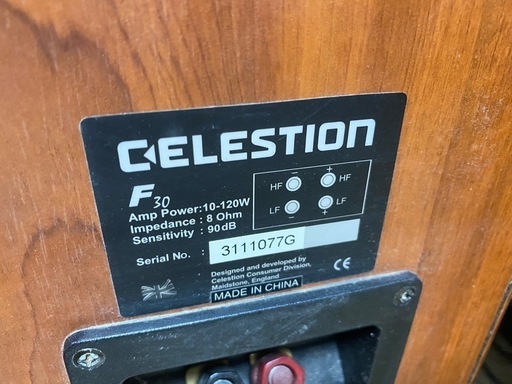 CELESTION
F30
HF - + HF
LF - + LF
Amp Power:10-120W
Impedance : 8 Ohm
Sensitivity : 90dB
Serial No. : 3111077G
Designed and developed by
Celestion Consumer Division,
Maidstone, England
MADE IN CHINA
CE